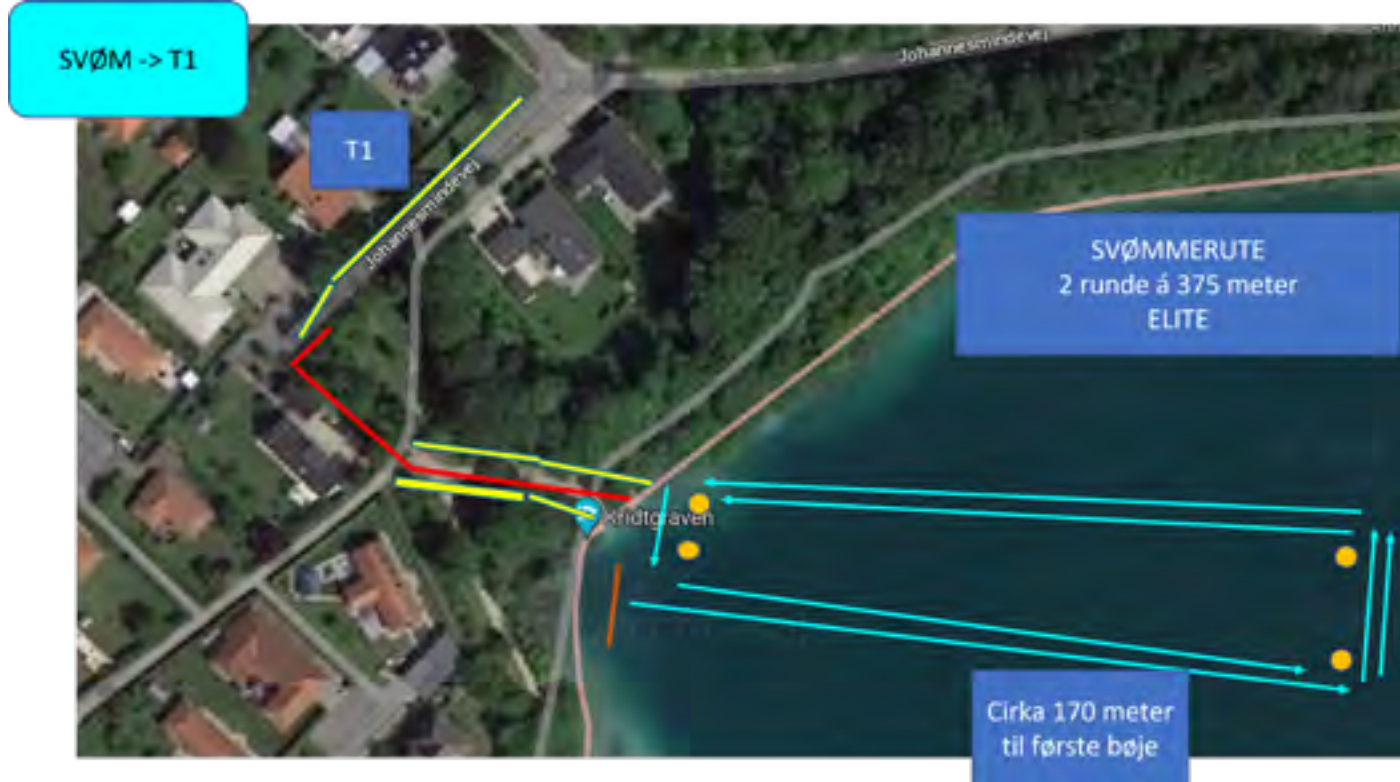 SVØM -> T1
Johannesmindevej
T1
Johannesmindevej
SVØMMERUTE
2 runde á 375 meter
ELITE
Kridtgraven
Cirka 170 meter
til første bøje